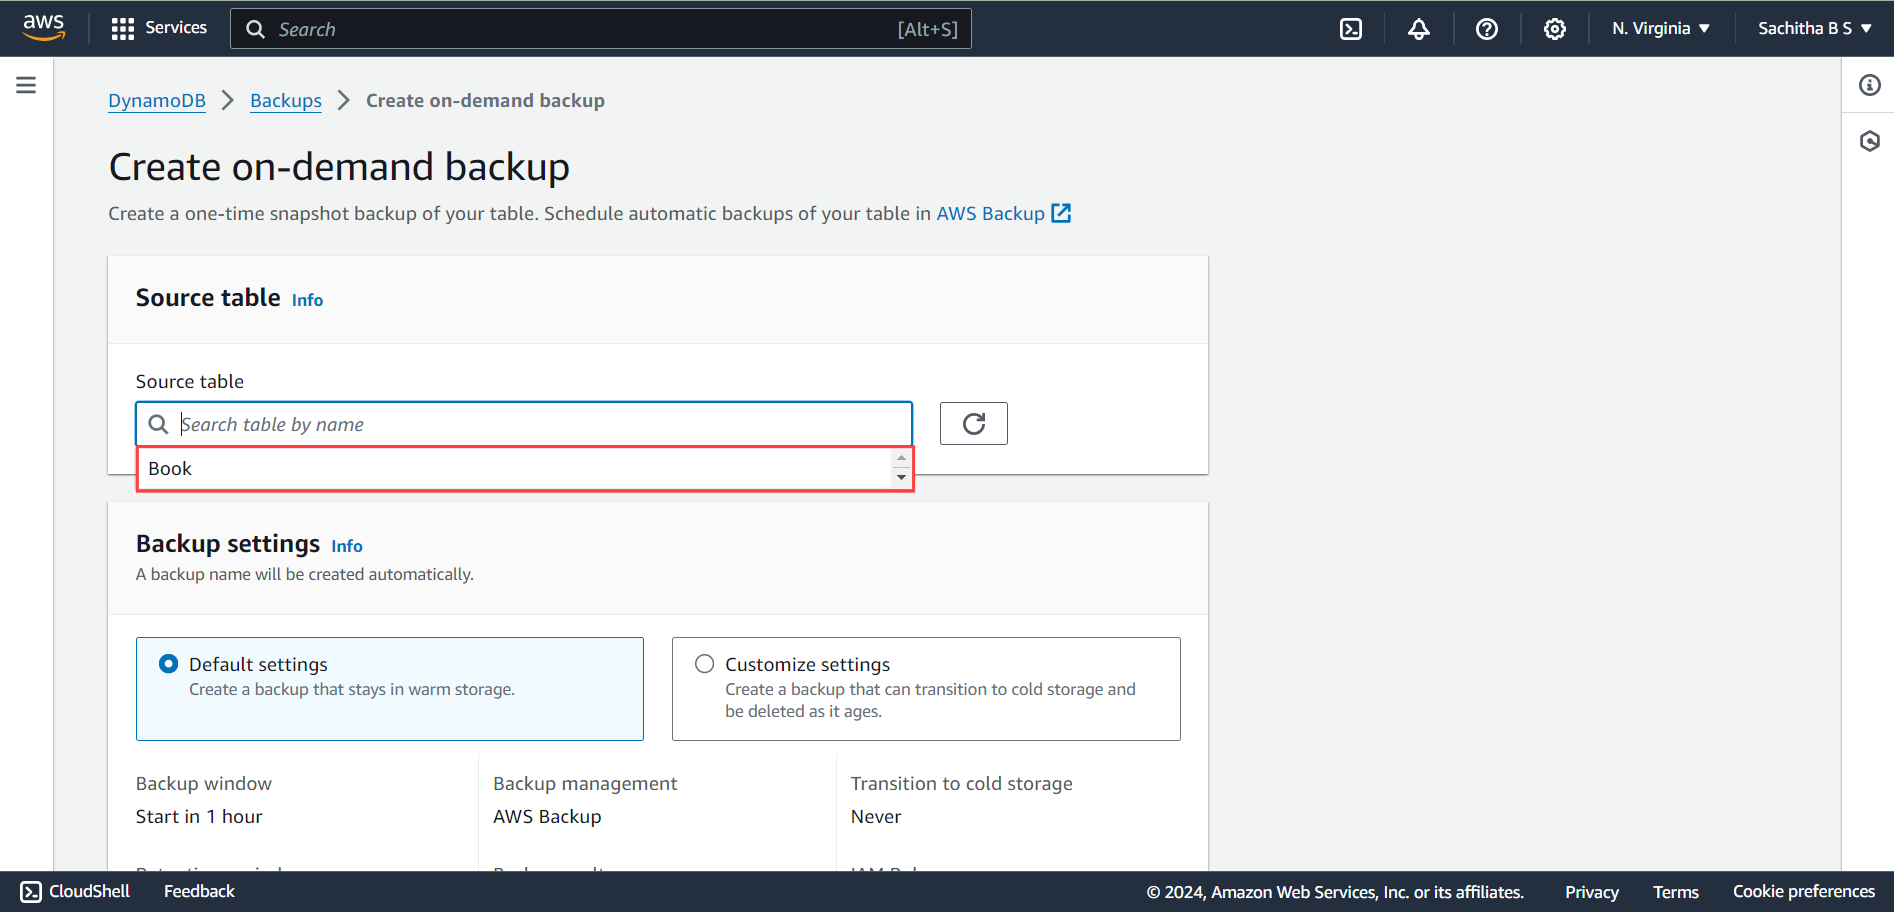 aws Services Search [Alt+S] N. Virginia Sachitha B S
DynamoDB Backups Create on-demand backup
Create on-demand backup
Create a one-time snapshot backup of your table. Schedule automatic backups of your table in AWS Backup
Source table Info
Source table
Search table by name
Book
Backup settings Info
A backup name will be created automatically.
Default settings
Create a backup that stays in warm storage.
Customize settings
Create a backup that can transition to cold storage and
be deleted as it ages.
Backup window Backup management Transition to cold storage
Start in 1 hour AWS Backup Never
CloudShell Feedback © 2024, Amazon Web Services, Inc. or its affiliates. Privacy Terms Cookie preferences